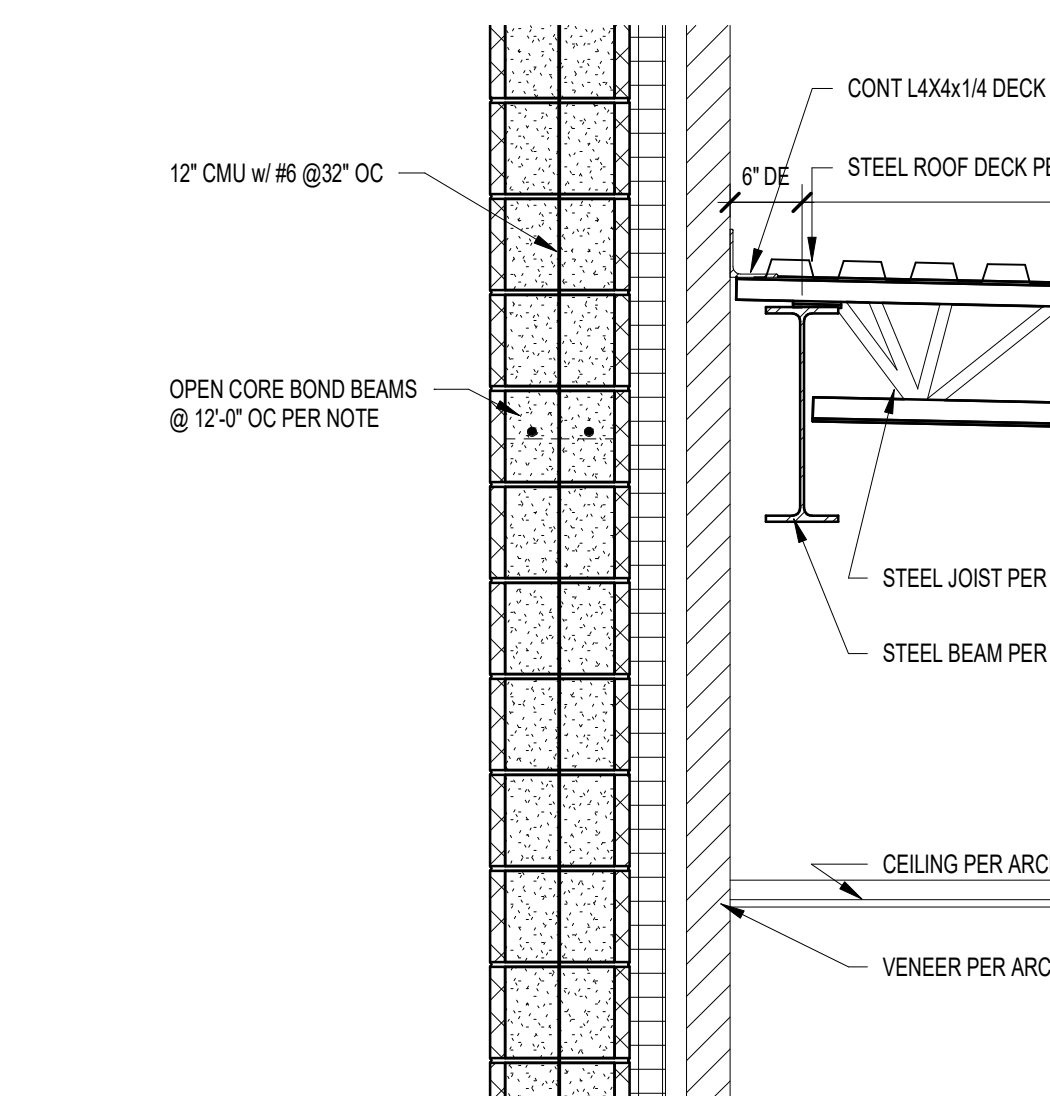 CONT L4X4x1/4 DECK
12" CMU w/ #6 @32" OC
6" DE
STEEL ROOF DECK PE
OPEN CORE BOND BEAMS
@ 12'-0" OC PER NOTE
STEEL JOIST PER
STEEL BEAM PER
CEILING PER ARC
VENEER PER ARC